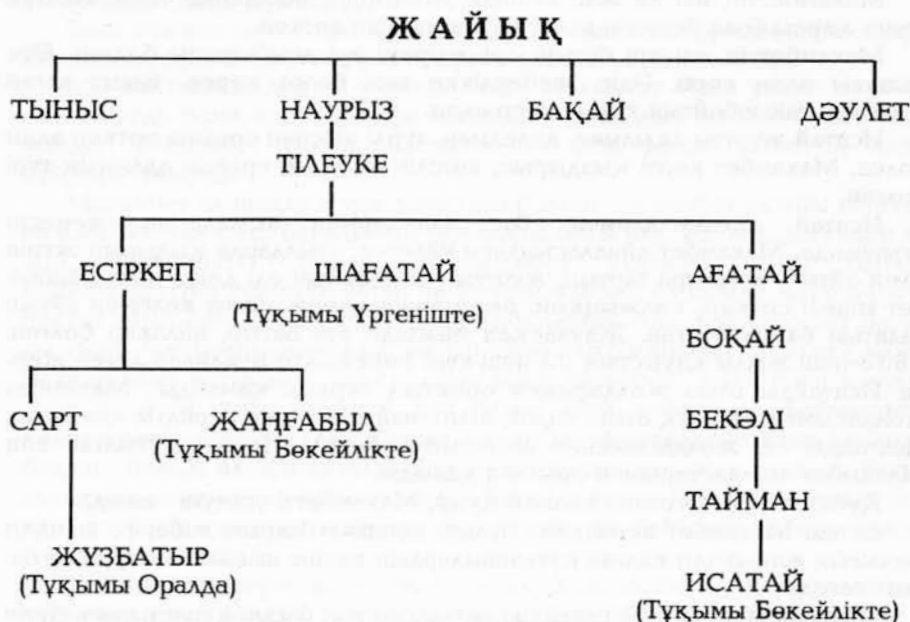 ЖАЙЫҚ
ТЫНЫС НАУРЫЗ БАҚАЙ ДӘУЛЕТ
ТІЛЕУКЕ
ЕСІРКЕП ШАҒАТАЙ АҒАТАЙ
(Тұқымы Үргеніште)
БОҚАЙ
САРТ ЖАҢҒАБЫЛ БЕКӘЛІ
(Тұқымы Бөкейлікте)
ТАЙМАН
ЖҮЗБАТЫР
(Тұқымы Оралда) ИСАТАЙ
(Тұқымы Бөкейлікте)